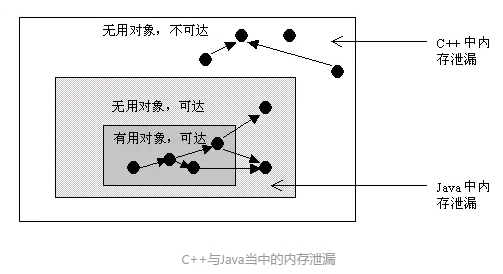 无用对象，不可达
C++ 中内
存泄漏
无用对象，可达
有用对象，可达
Java 中内
存泄漏
C++与Java当中的内存泄漏